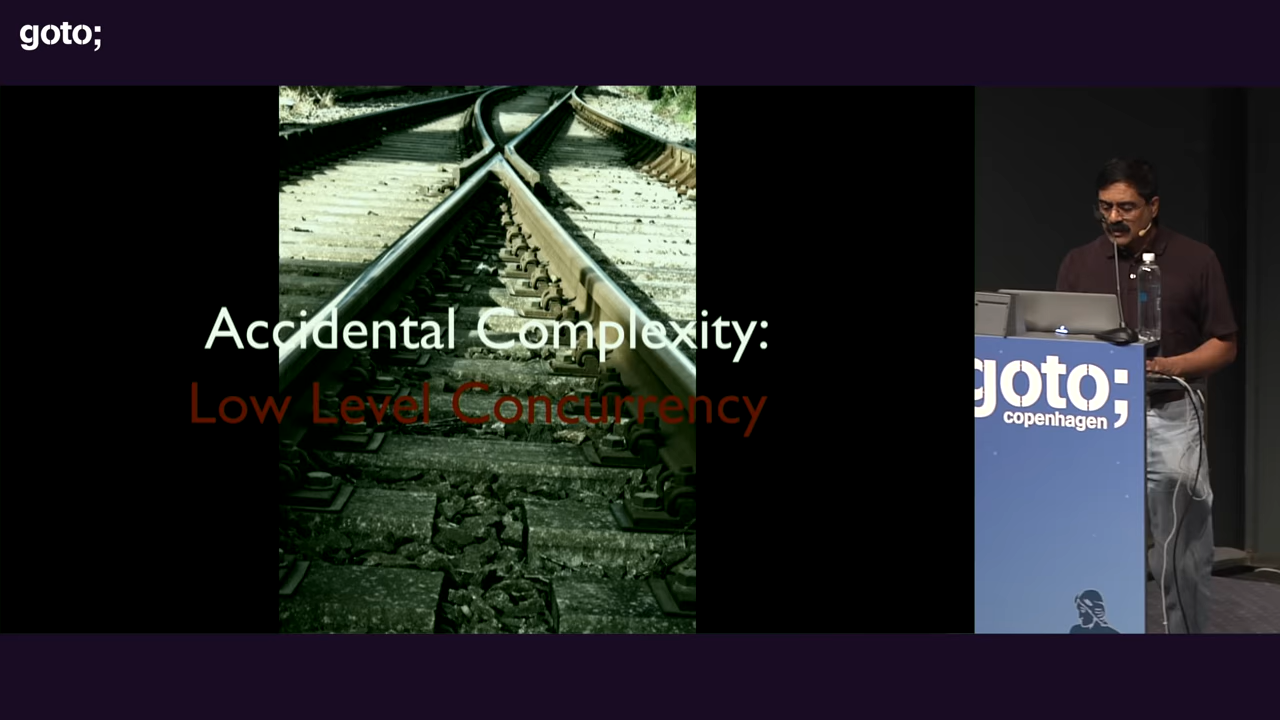 goto;
Accidental Complexity:
Low Level Concurrency
goto;
copenhagen